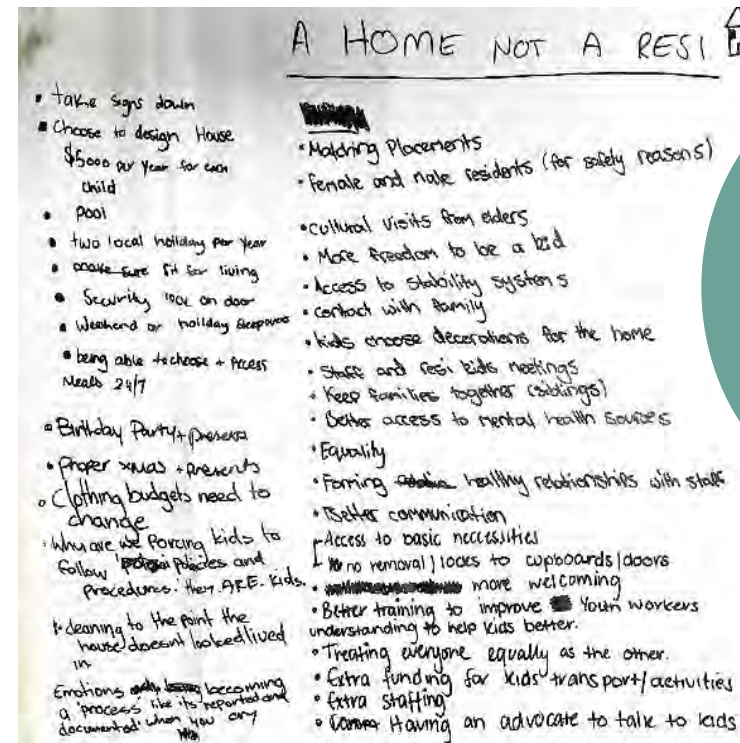 A HOME NOT A RESI.
• take signs down
• Choose to design House
$5000 per year for each
child
• pool
• two local holiday per year
• make sure fit for living
• Security lock on door
• Weekend or holiday sleepovers
• being able to choose + Access
Meals 24/7
• Birthday Party + presents
• Proper xmas + presents
• Clothing budgets need to
change
• Why are we forcing kids to
follow policies and
procedures. they ARE. kids.
• cleaning to the point the
house doesnt looked lived
in
Emotions becoming
a 'process' like its reported and
documented when you cry
• Matching Placements
• female and male residents (for safety reasons)
• cultural visits from elders
• More freedom to be a kid
• Access to stability systems
• contact with family
• kids choose decorations for the home
• Staff and resi kids meetings
• Keep families together (siblings)
• Better access to mental health
• Equality
• Forming healthy relationships with staff
• Better communication
- Access to basic neccessities
- no removal / locks to cupboards / doors
• more welcoming
• Better training to improve Youth workers
understanding to help kids better.
• Treating everyone equally as the other.
• Extra funding for kids transport/activities
• Extra staffing
• Having an advocate to talk to kids